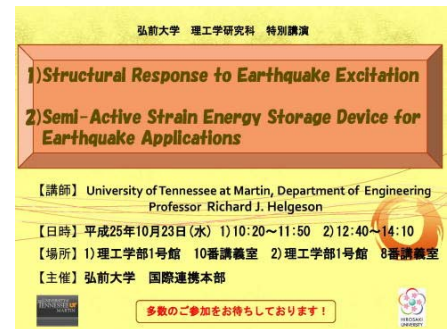 弘前大学 理工学研究科 特別講演
1)Structural Response to Earthquake Excitation
2)Semi-Active Strain Energy Storage Device for
Earthquake Applications
【講師】 University of Tennessee at Martin, Department of Engineering
Professor Richard J. Helgeson
【日時】 平成25年10月23日(水) 1)10:20~11:50 2)12:40~14:10
【場所】 1)理工学部1号館 10番講義室 2)理工学部1号館 8番講義室
【主催】 弘前大学 国際連携本部
多数のご参加をお待ちしております!
TENNESSEE
MARTIN
HIROSAKI
UNIVERSITY